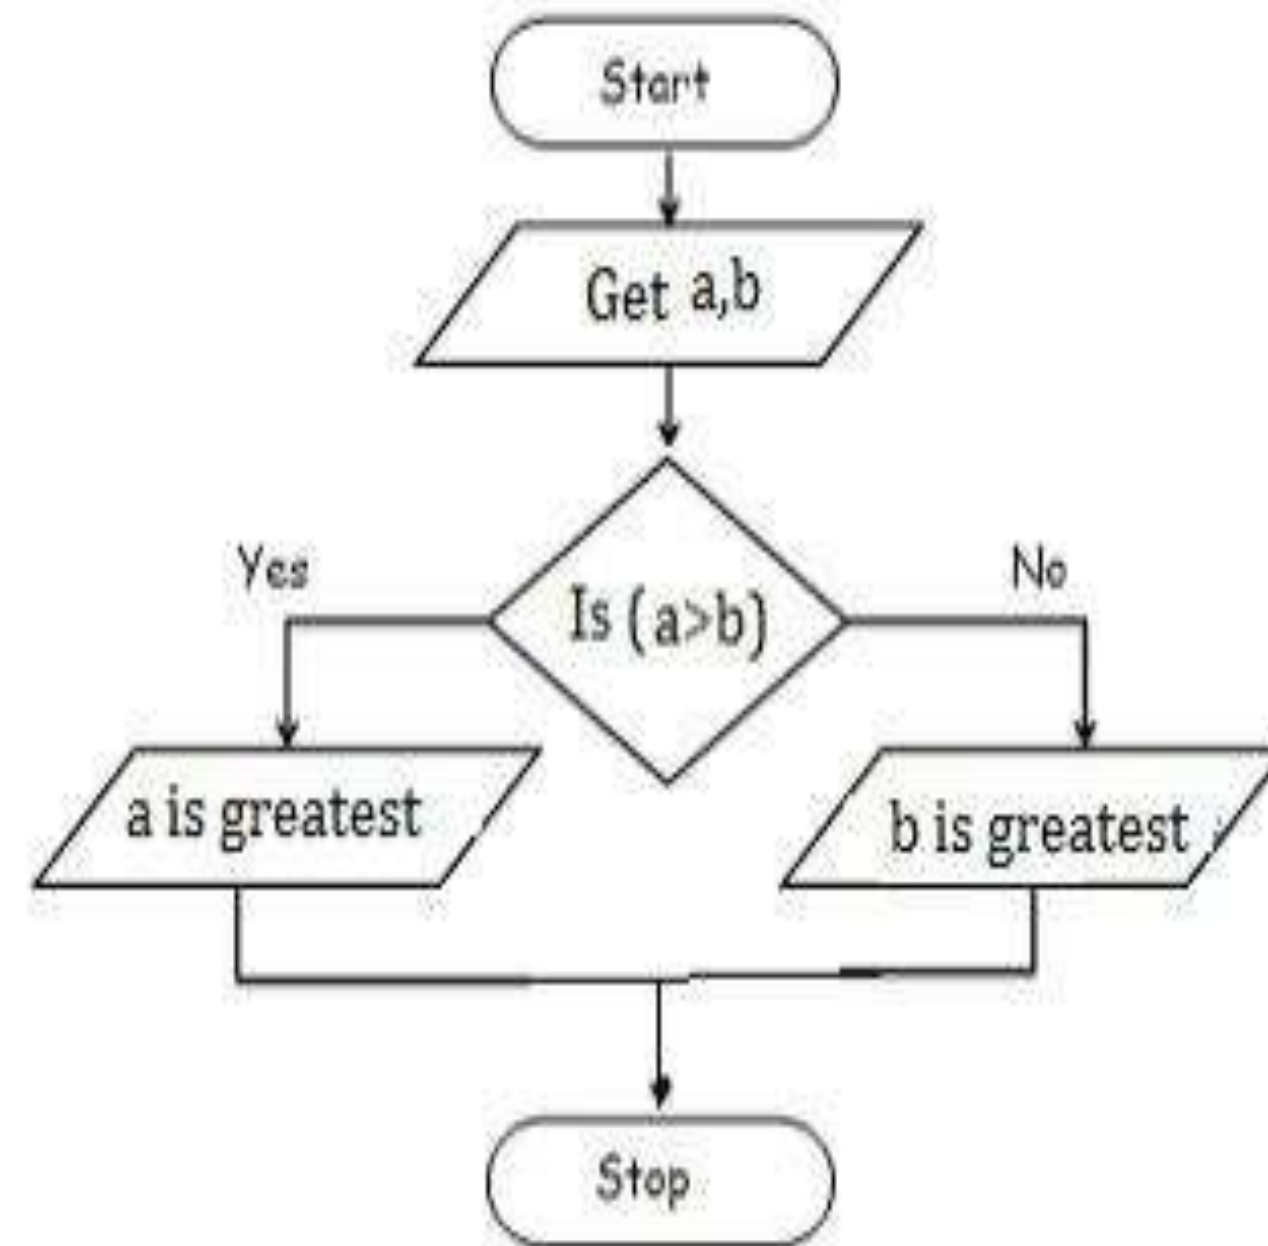 Start
Get a,b
Is (a>b)
Yes
No
a is greatest
b is greatest
Stop